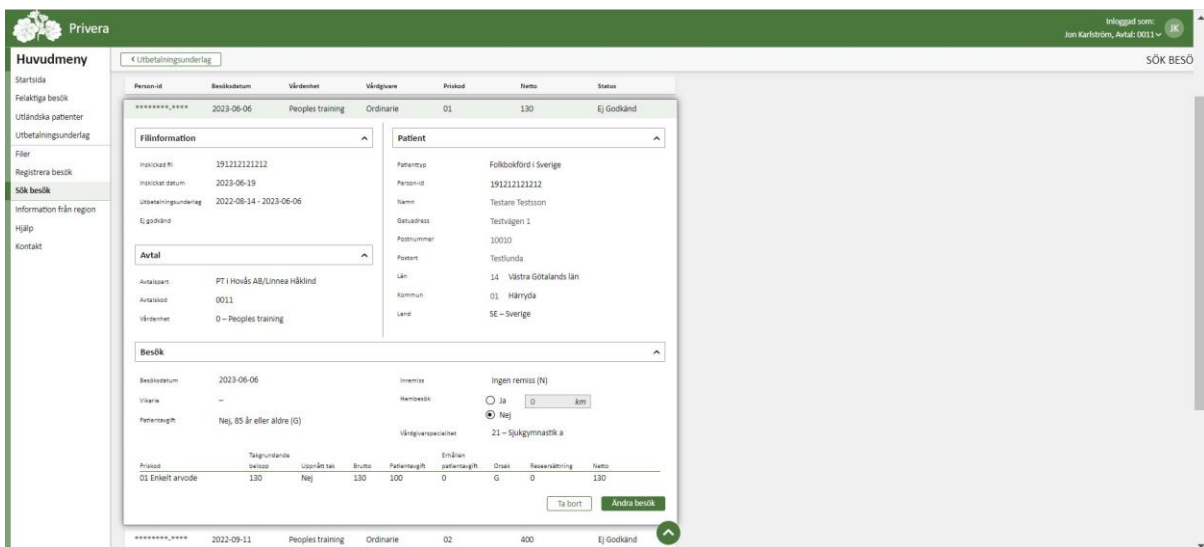 Privera
Inloggad som:
Jon Karlström, Avtal: 0011
JK
Huvudmeny
Startsida
Felaktiga besök
Utländska patienter
Utbetalningsunderlag
Filer
Registrera besök
Sök besök
Information från region
Hjälp
Kontakt
Utbetalningsunderlag
SÖK BESÖ
Person-id Besöksdatum Vårdenhet Vårdgivare Priskod Netto Status
********-**** 2023-06-06 Peoples training Ordinarie 01 130 Ej Godkänd
Filinformation
Inskickad fil 191212121212
Inskickat datum 2023-06-19
Utbetalningsunderlag 2022-08-14 - 2023-06-06
Ej godkänd
Avtal
Avtalspart PT i Hovås AB/Linnea Håklind
Avtalskod 0011
Vårdenhet 0 – Peoples training
Patient
Patienttyp Folkbokförd i Sverige
Person-id 191212121212
Namn Testare Testsson
Gatuadress Testvägen 1
Postnummer 10010
Postort Testlunda
Län 14 Västra Götalands län
Kommun 01 Härryda
Land SE – Sverige
Besök
Besöksdatum 2023-06-06
Vikarie –
Patientavgift Nej, 85 år eller äldre (G)
Inremiss Ingen remiss (N)
Hembesök Ja 0 km
Nej
Vårdgivarspecialitet 21 – Sjukgymnastik a
Priskod Takgrundande belopp Uppnått tak Brutto Patientavgift Erhållen patientavgift Orsak Reseersättning Netto
01 Enkelt arvode 130 Nej 130 100 0 G 0 130
Ta bort Ändra besök
********-**** 2022-09-11 Peoples training Ordinarie 02 400 Ej Godkänd